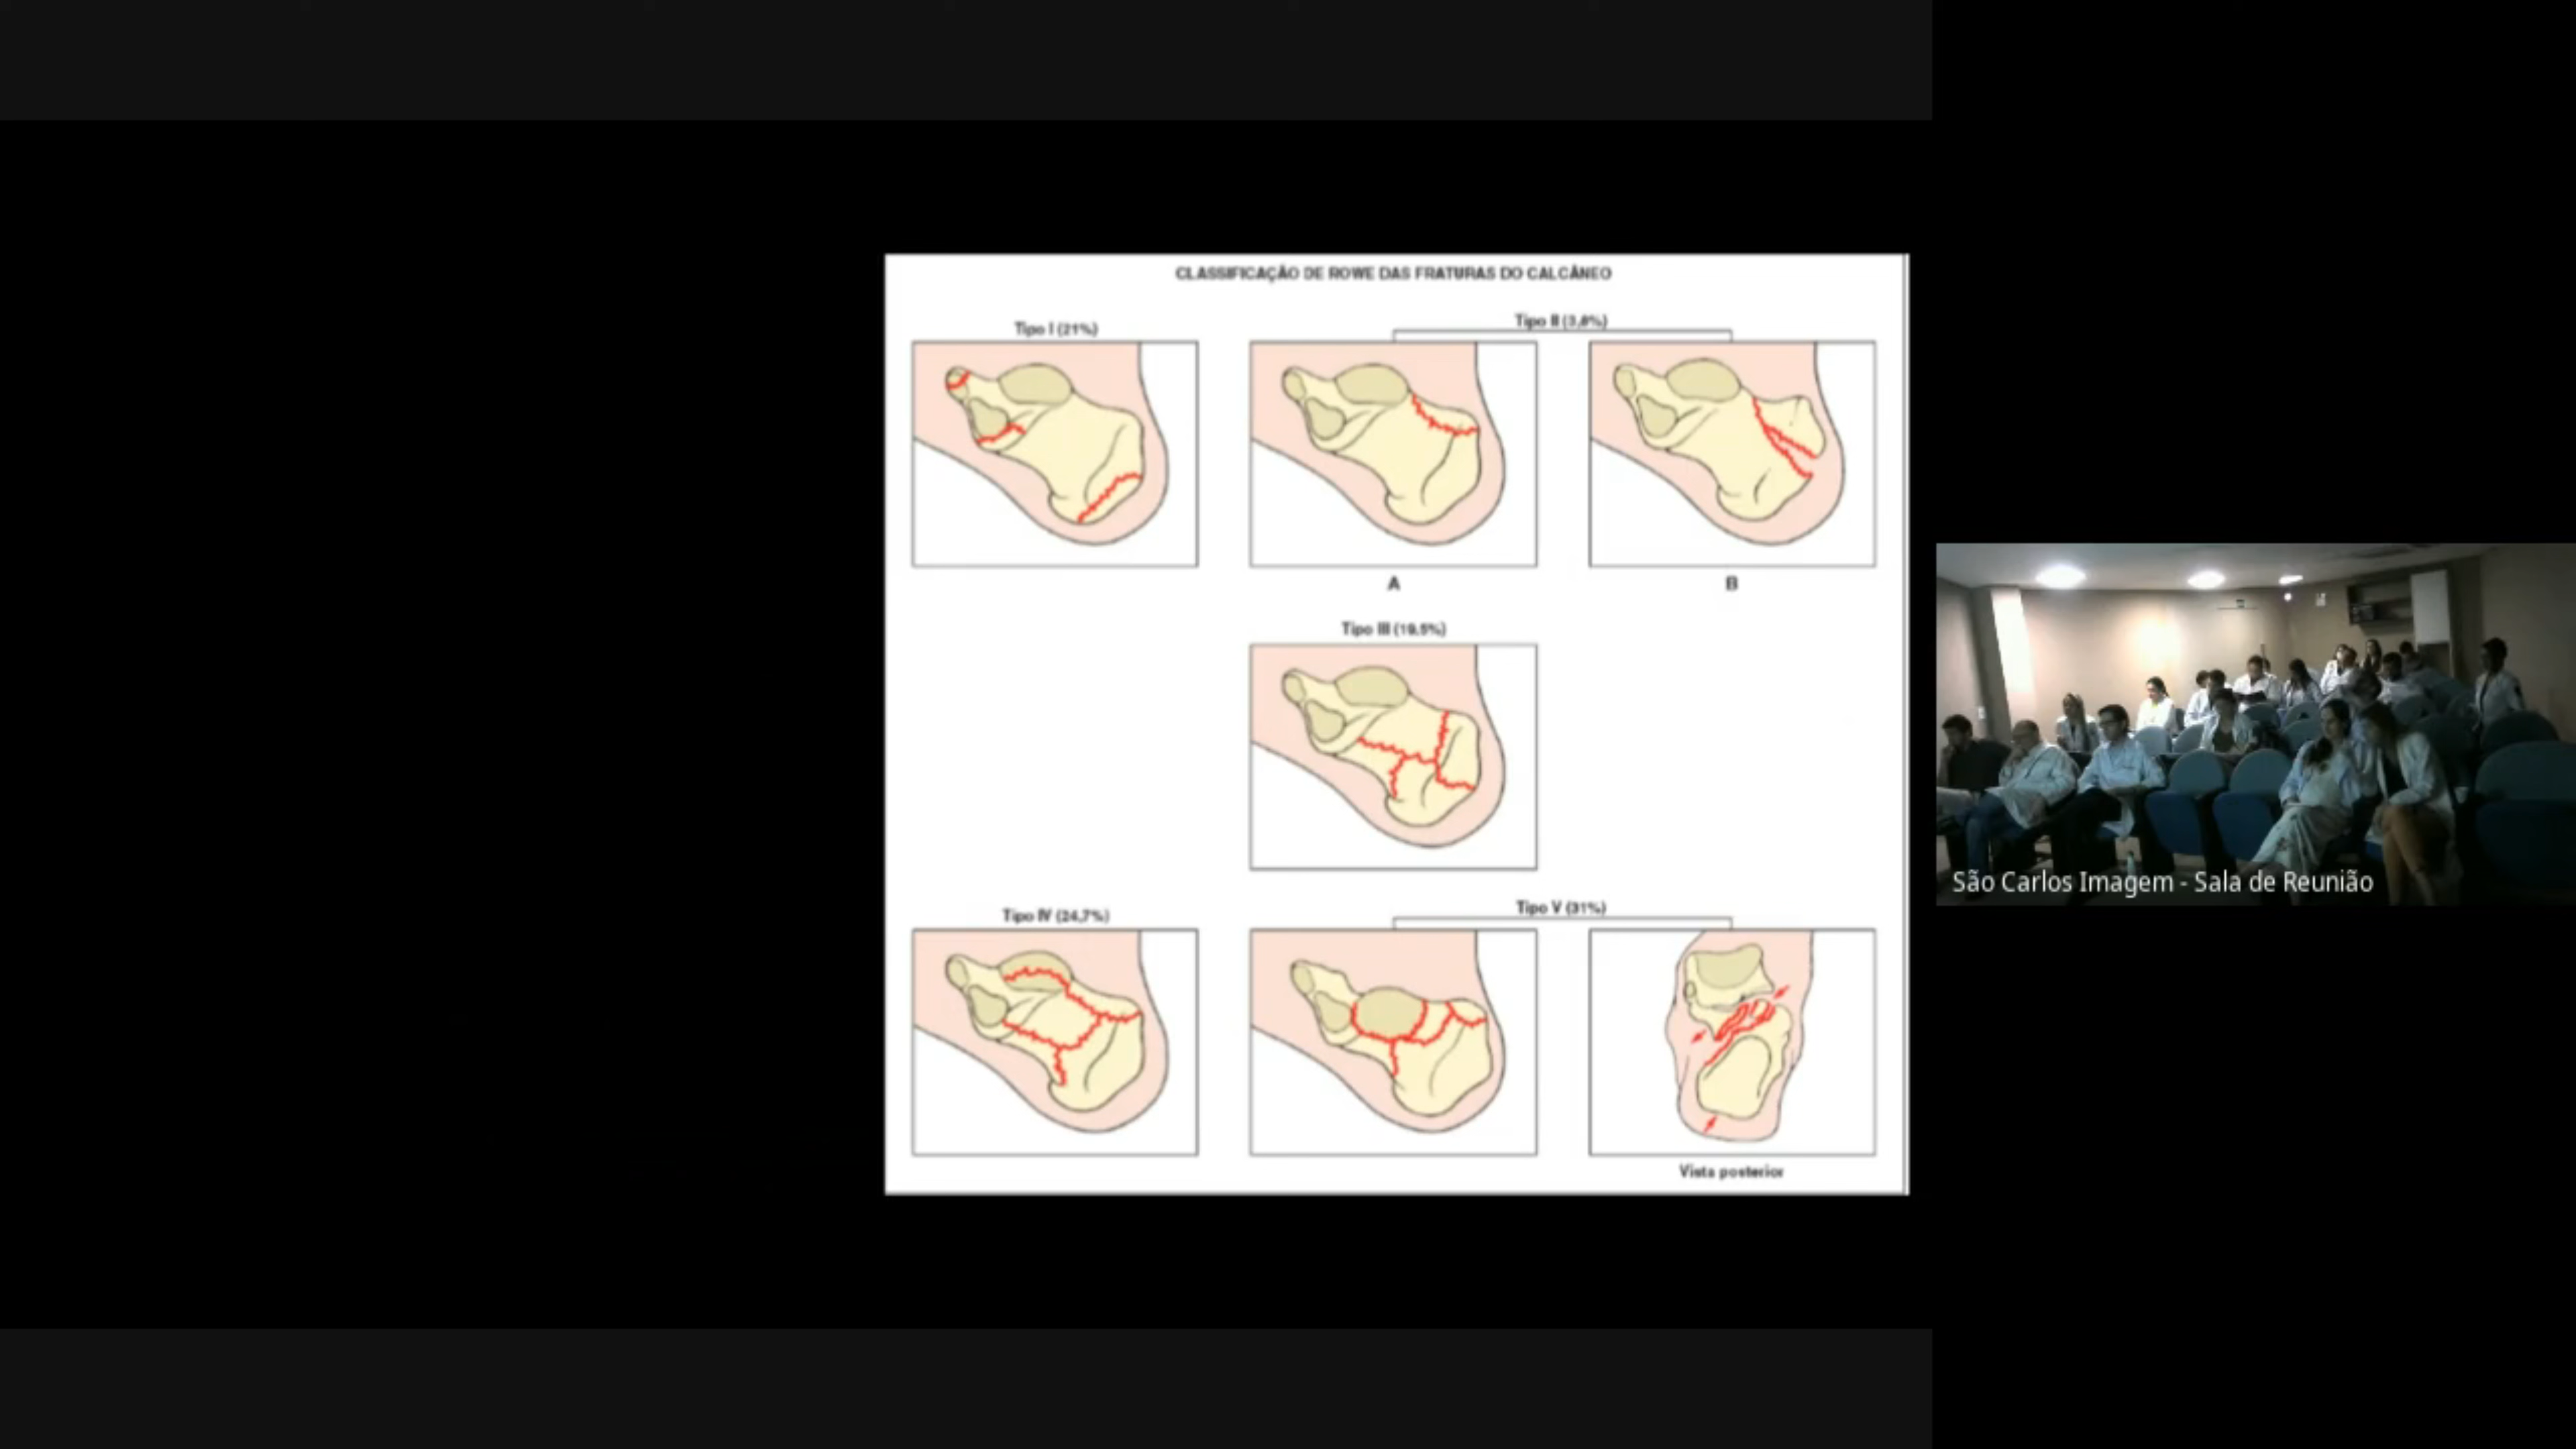 CLASSIFICAÇÃO DE ROWE DAS FRATURAS DO CALCÂNEO
Tipo I (21%)
Tipo II (3,8%)
A
B
Tipo III (19,5%)
Tipo IV (24,7%)
Tipo V (31%)
Vista posterior
São Carlos Imagem - Sala de Reunião